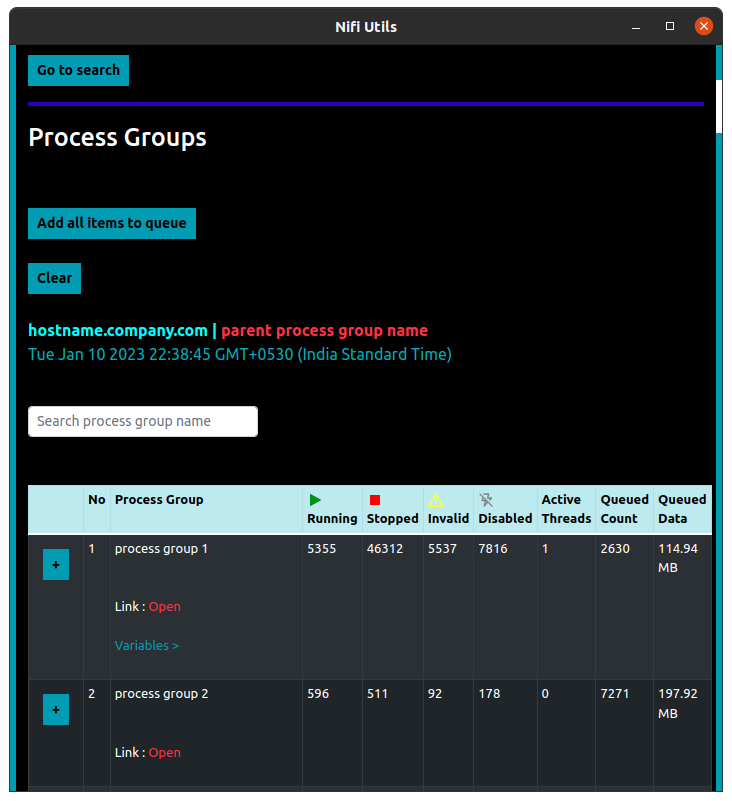 Nifi Utils
Go to search
Process Groups
Add all items to queue
Clear
hostname.company.com | parent process group name
Tue Jan 10 2023 22:38:45 GMT+0530 (India Standard Time)
Search process group name
No Process Group Running Stopped Invalid Disabled Active Threads Queued Count Queued Data
+ 1 process group 1 5355 46312 5537 7816 1 2630 114.94 MB
Link : Open
Variables >
+ 2 process group 2 596 511 92 178 0 7271 197.92 MB
Link : Open